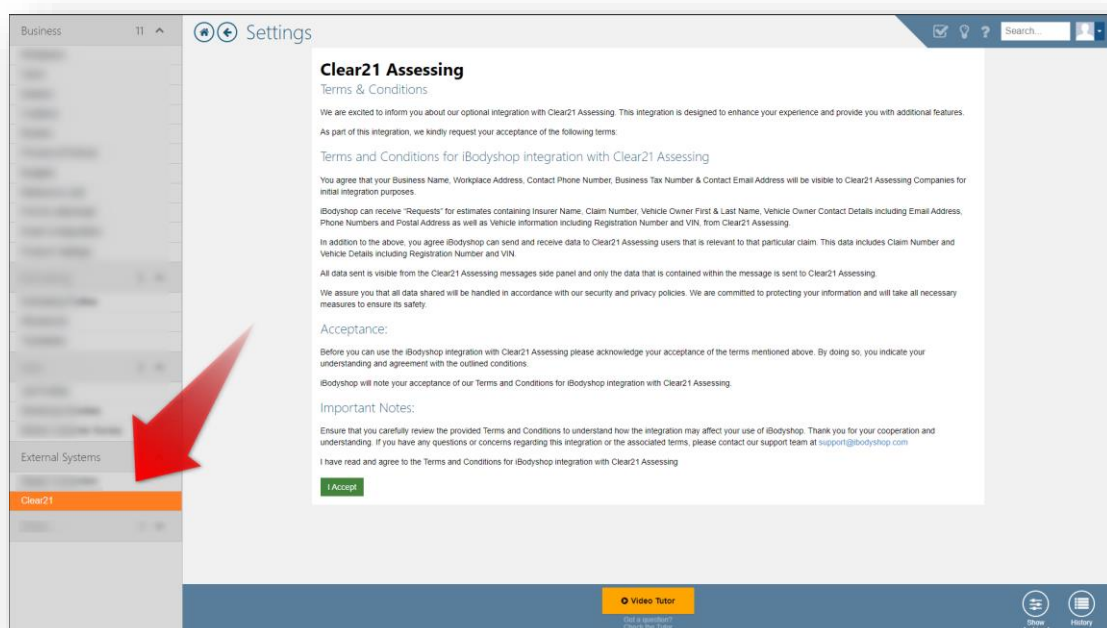 Business 11
Settings
Search...
Clear21 Assessing
Terms & Conditions
We are excited to inform you about our optional integration with Clear21 Assessing. This integration is designed to enhance your experience and provide you with additional features.
As part of this integration, we kindly request your acceptance of the following terms:
Terms and Conditions for iBodyshop integration with Clear21 Assessing
You agree that your Business Name, Workplace Address, Contact Phone Number, Business Tax Number & Contact Email Address will be visible to Clear21 Assessing Companies for
initial integration purposes.
iBodyshop can receive "Requests" for estimates containing Insurer Name, Claim Number, Vehicle Owner First & Last Name, Vehicle Owner Contact Details including Email Address,
Phone Numbers and Postal Address as well as Vehicle information including Registration Number and VIN, from Clear21 Assessing.
In addition to the above, you agree iBodyshop can send and receive data to Clear21 Assessing users that is relevant to that particular claim. This data includes Claim Number and
Vehicle Details including Registration Number and VIN.
All data sent is visible from the Clear21 Assessing messages side panel and only the data that is contained within the message is sent to Clear21 Assessing.
We assure you that all data shared will be handled in accordance with our security and privacy policies. We are committed to protecting your information and will take all necessary
measures to ensure its safety.
Acceptance:
Before you can use the iBodyshop integration with Clear21 Assessing please acknowledge your acceptance of the terms mentioned above. By doing so, you indicate your
understanding and agreement with the outlined conditions.
iBodyshop will note your acceptance of our Terms and Conditions for iBodyshop integration with Clear21 Assessing.
Important Notes:
Ensure that you carefully review the provided Terms and Conditions to understand how the integration may affect your use of iBodyshop. Thank you for your cooperation and
understanding. If you have any questions or concerns regarding this integration or the associated terms, please contact our support team at support@ibodyshop.com
I have read and agree to the Terms and Conditions for iBodyshop integration with Clear21 Assessing
I Accept
External Systems
Clear21
Video Tutor
Got a question?
Check the Tutor
Show
History